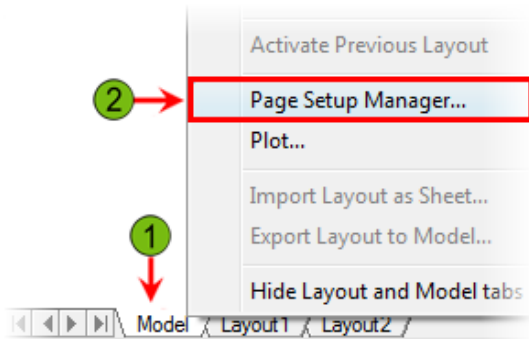 Activate Previous Layout
2 Page Setup Manager...
Plot...
Import Layout as Sheet...
1 Export Layout to Model...
Hide Layout and Model tabs
Model Layout1 Layout2